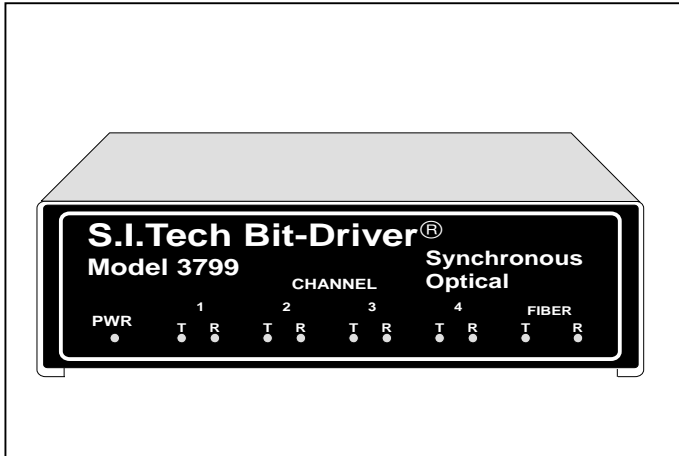 S.I.Tech Bit-Driver®
Model 3799
Synchronous
Optical
CHANNEL
1 2 3 4 FIBER
PWR
T R T R T R T R T R